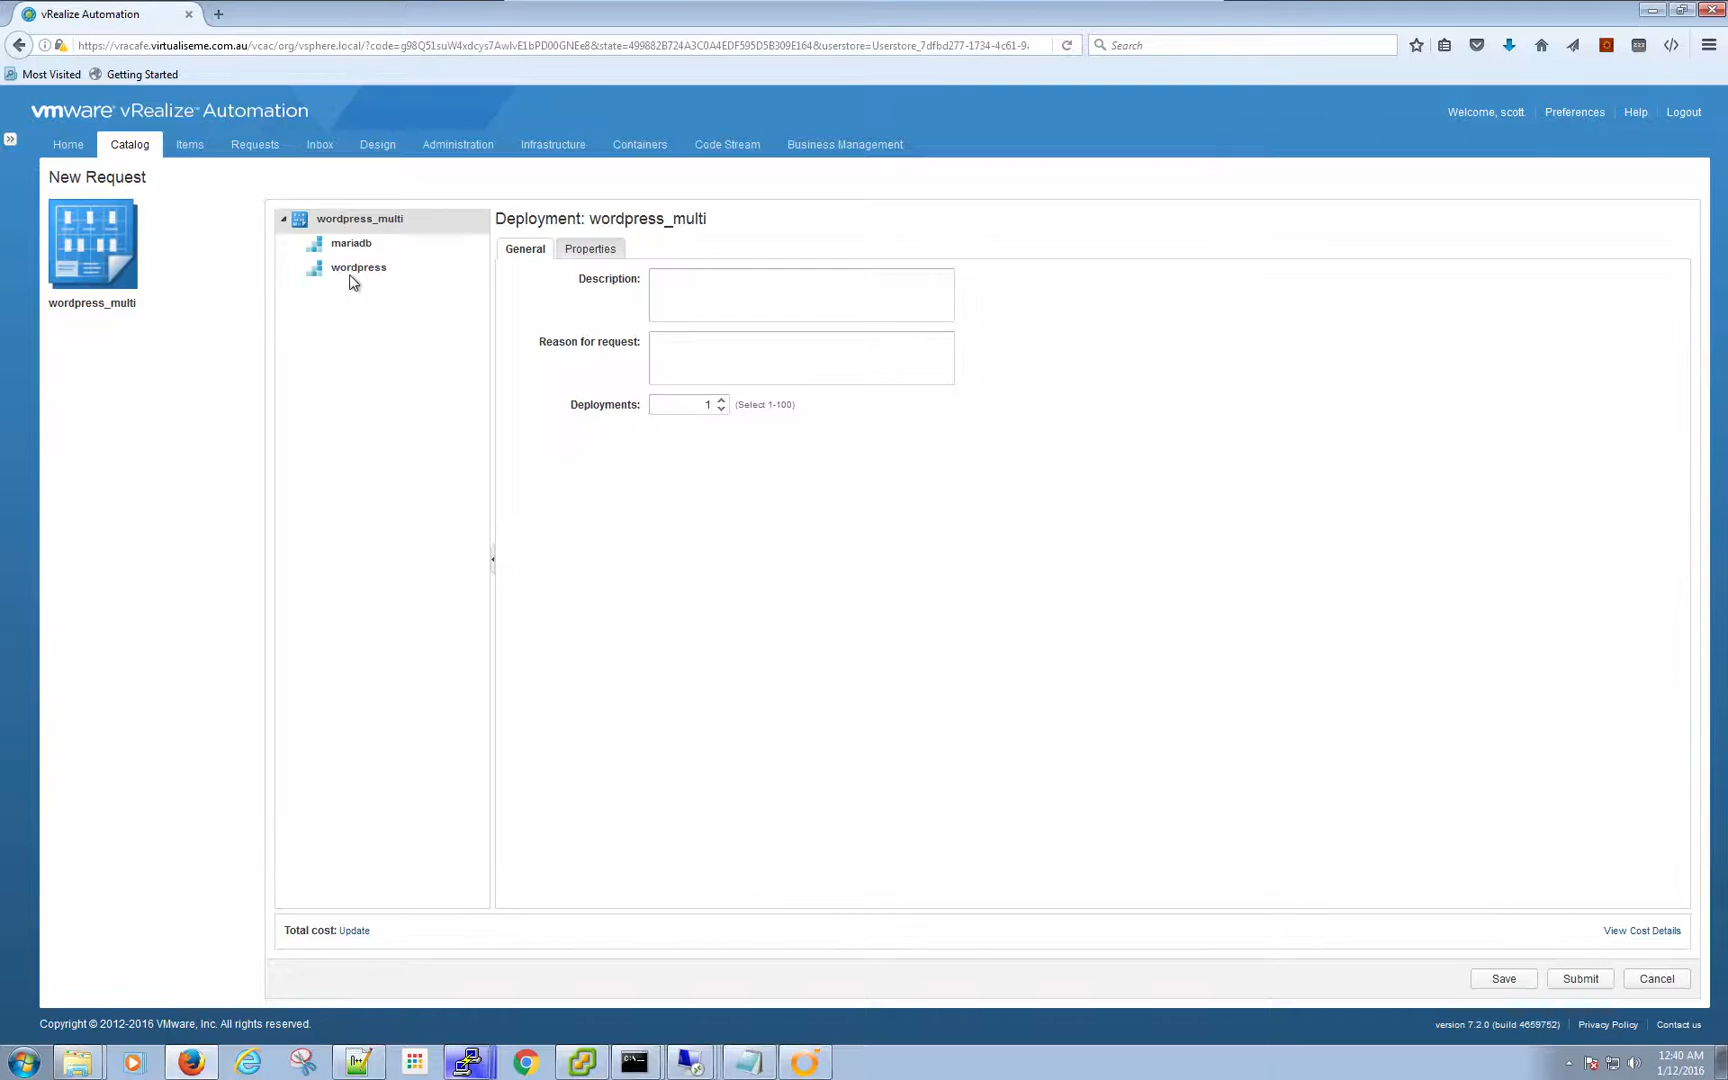 vRealize Automation
https://vracafe.virtualiseme.com.au/vcac/org/vsphere.local/?code=g98Q51suW4xdcys7AwIvE1bPD00GNEe8&state=499882B724A3C0A4EDF595D5B309E164&userstore=Userstore_7dfbd277-1734-4c61-9
Search
Most Visited
Getting Started
vmware vRealize Automation
Welcome, scott
Preferences
Help
Logout
Home
Catalog
Items
Requests
Inbox
Design
Administration
Infrastructure
Containers
Code Stream
Business Management
New Request
wordpress_multi
wordpress_multi
mariadb
wordpress
Deployment: wordpress_multi
General
Properties
Description:
Reason for request:
Deployments:
1
(Select 1-100)
Total cost: Update
View Cost Details
Save
Submit
Cancel
Copyright © 2012-2016 VMware, Inc. All rights reserved.
version 7.2.0 (build 4659752)
Privacy Policy
Contact us
12:40 AM
1/12/2016